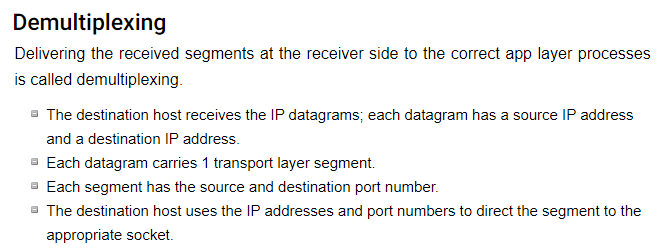 Demultiplexing
Delivering the received segments at the receiver side to the correct app layer processes
is called demultiplexing.
The destination host receives the IP datagrams; each datagram has a source IP address
and a destination IP address.
Each datagram carries 1 transport layer segment.
Each segment has the source and destination port number.
The destination host uses the IP addresses and port numbers to direct the segment to the
appropriate socket.